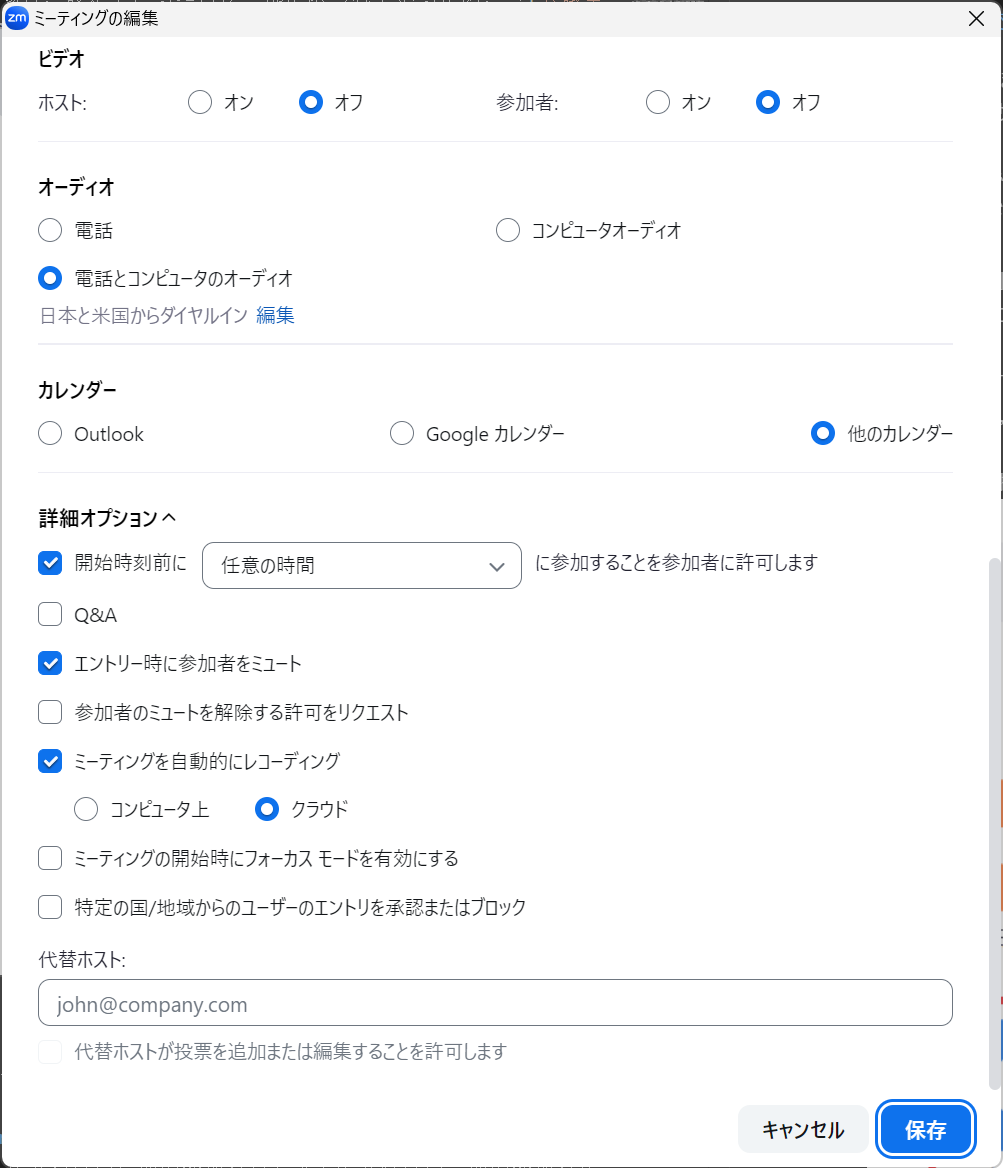 zm ミーティングの編集
ビデオ
ホスト: オン オフ 参加者: オン オフ
オーディオ
電話 コンピュータオーディオ
電話とコンピュータのオーディオ
日本と米国からダイヤルイン 編集
カレンダー
Outlook Google カレンダー 他のカレンダー
詳細オプション
開始時刻前に 任意の時間 に参加することを参加者に許可します
Q&A
エントリー時に参加者をミュート
参加者のミュートを解除する許可をリクエスト
ミーティングを自動的にレコーディング
コンピュータ上 クラウド
ミーティングの開始時にフォーカス モードを有効にする
特定の国/地域からのユーザーのエントリを承認またはブロック
代替ホスト:
john@company.com
代替ホストが投票を追加または編集することを許可します
キャンセル 保存